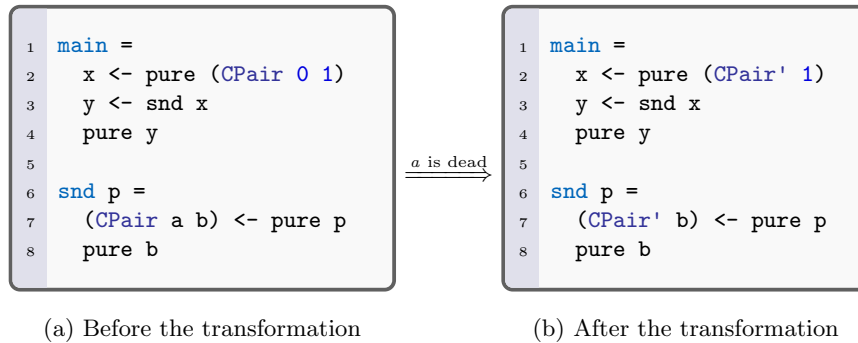 1 main =
2 x <- pure (CPair 0 1)
3 y <- snd x
4 pure y
5
6 snd p =
7 (CPair a b) <- pure p
8 pure b
a is dead
1 main =
2 x <- pure (CPair' 1)
3 y <- snd x
4 pure y
5
6 snd p =
7 (CPair' b) <- pure p
8 pure b
(a) Before the transformation
(b) After the transformation